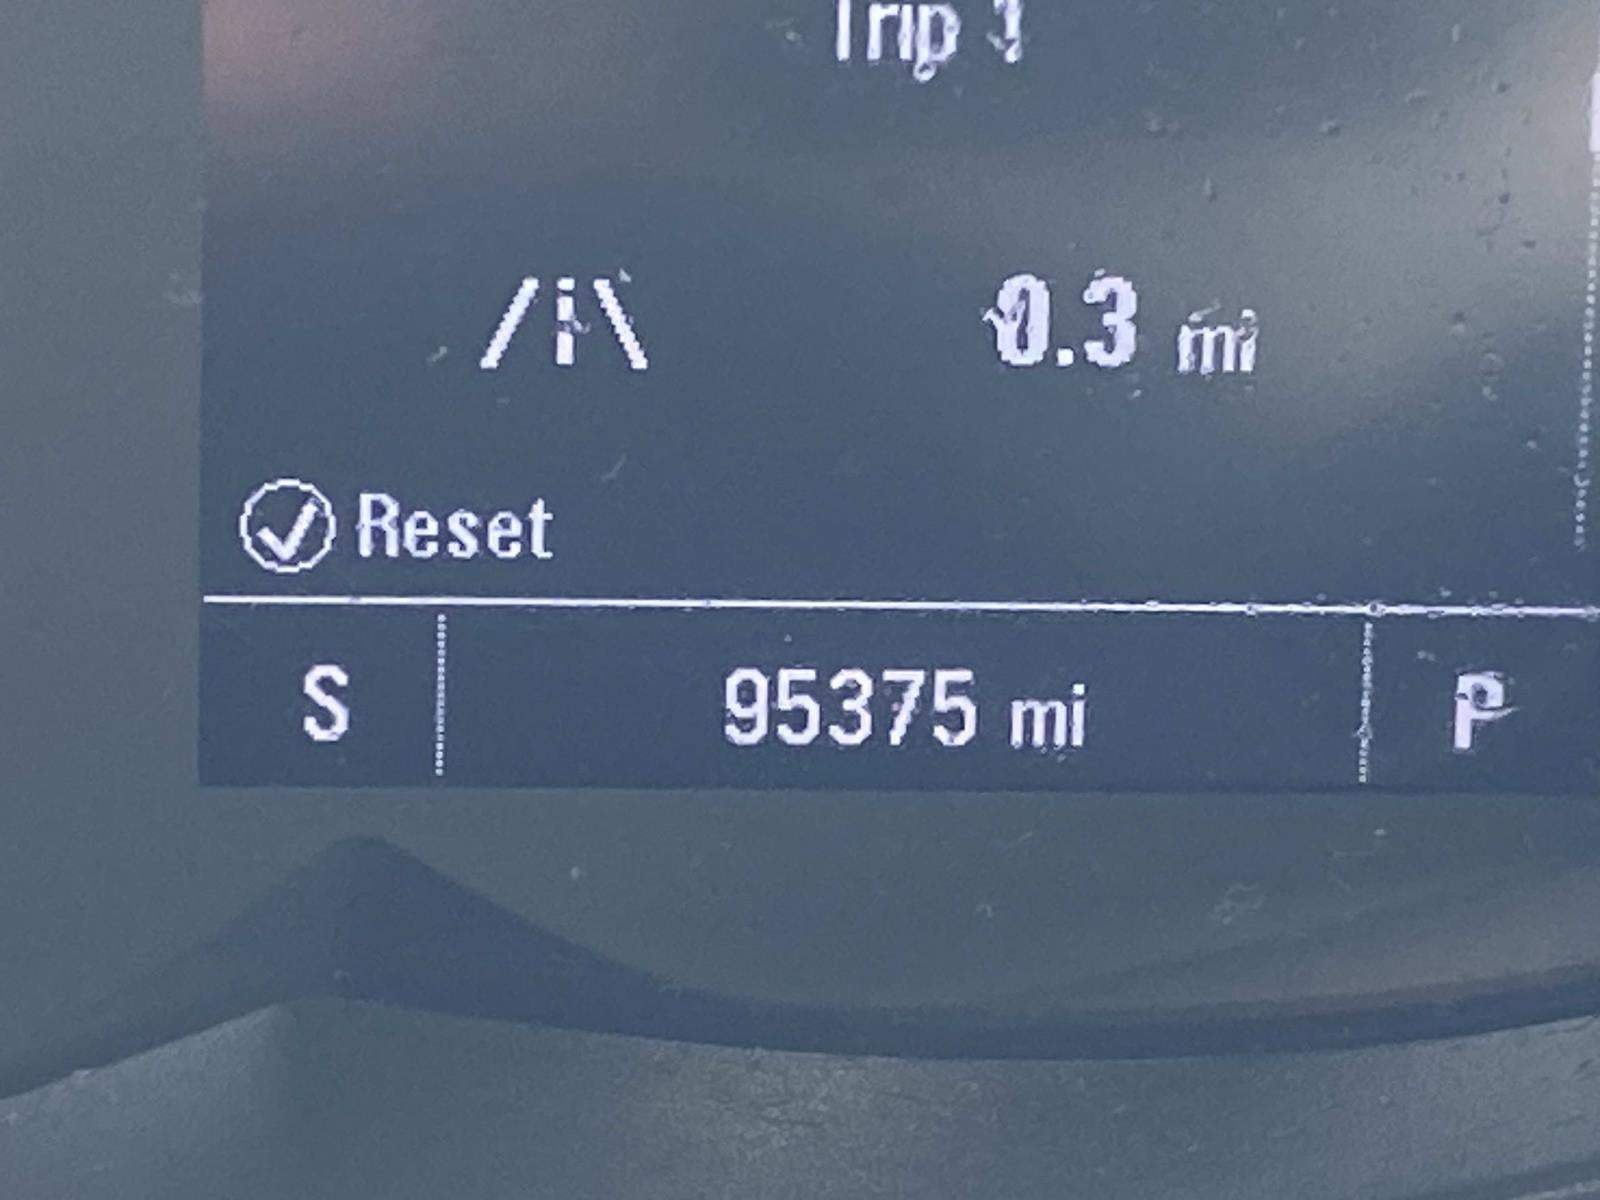 Trip 1
0.3 mi
Reset
S 95375 mi P